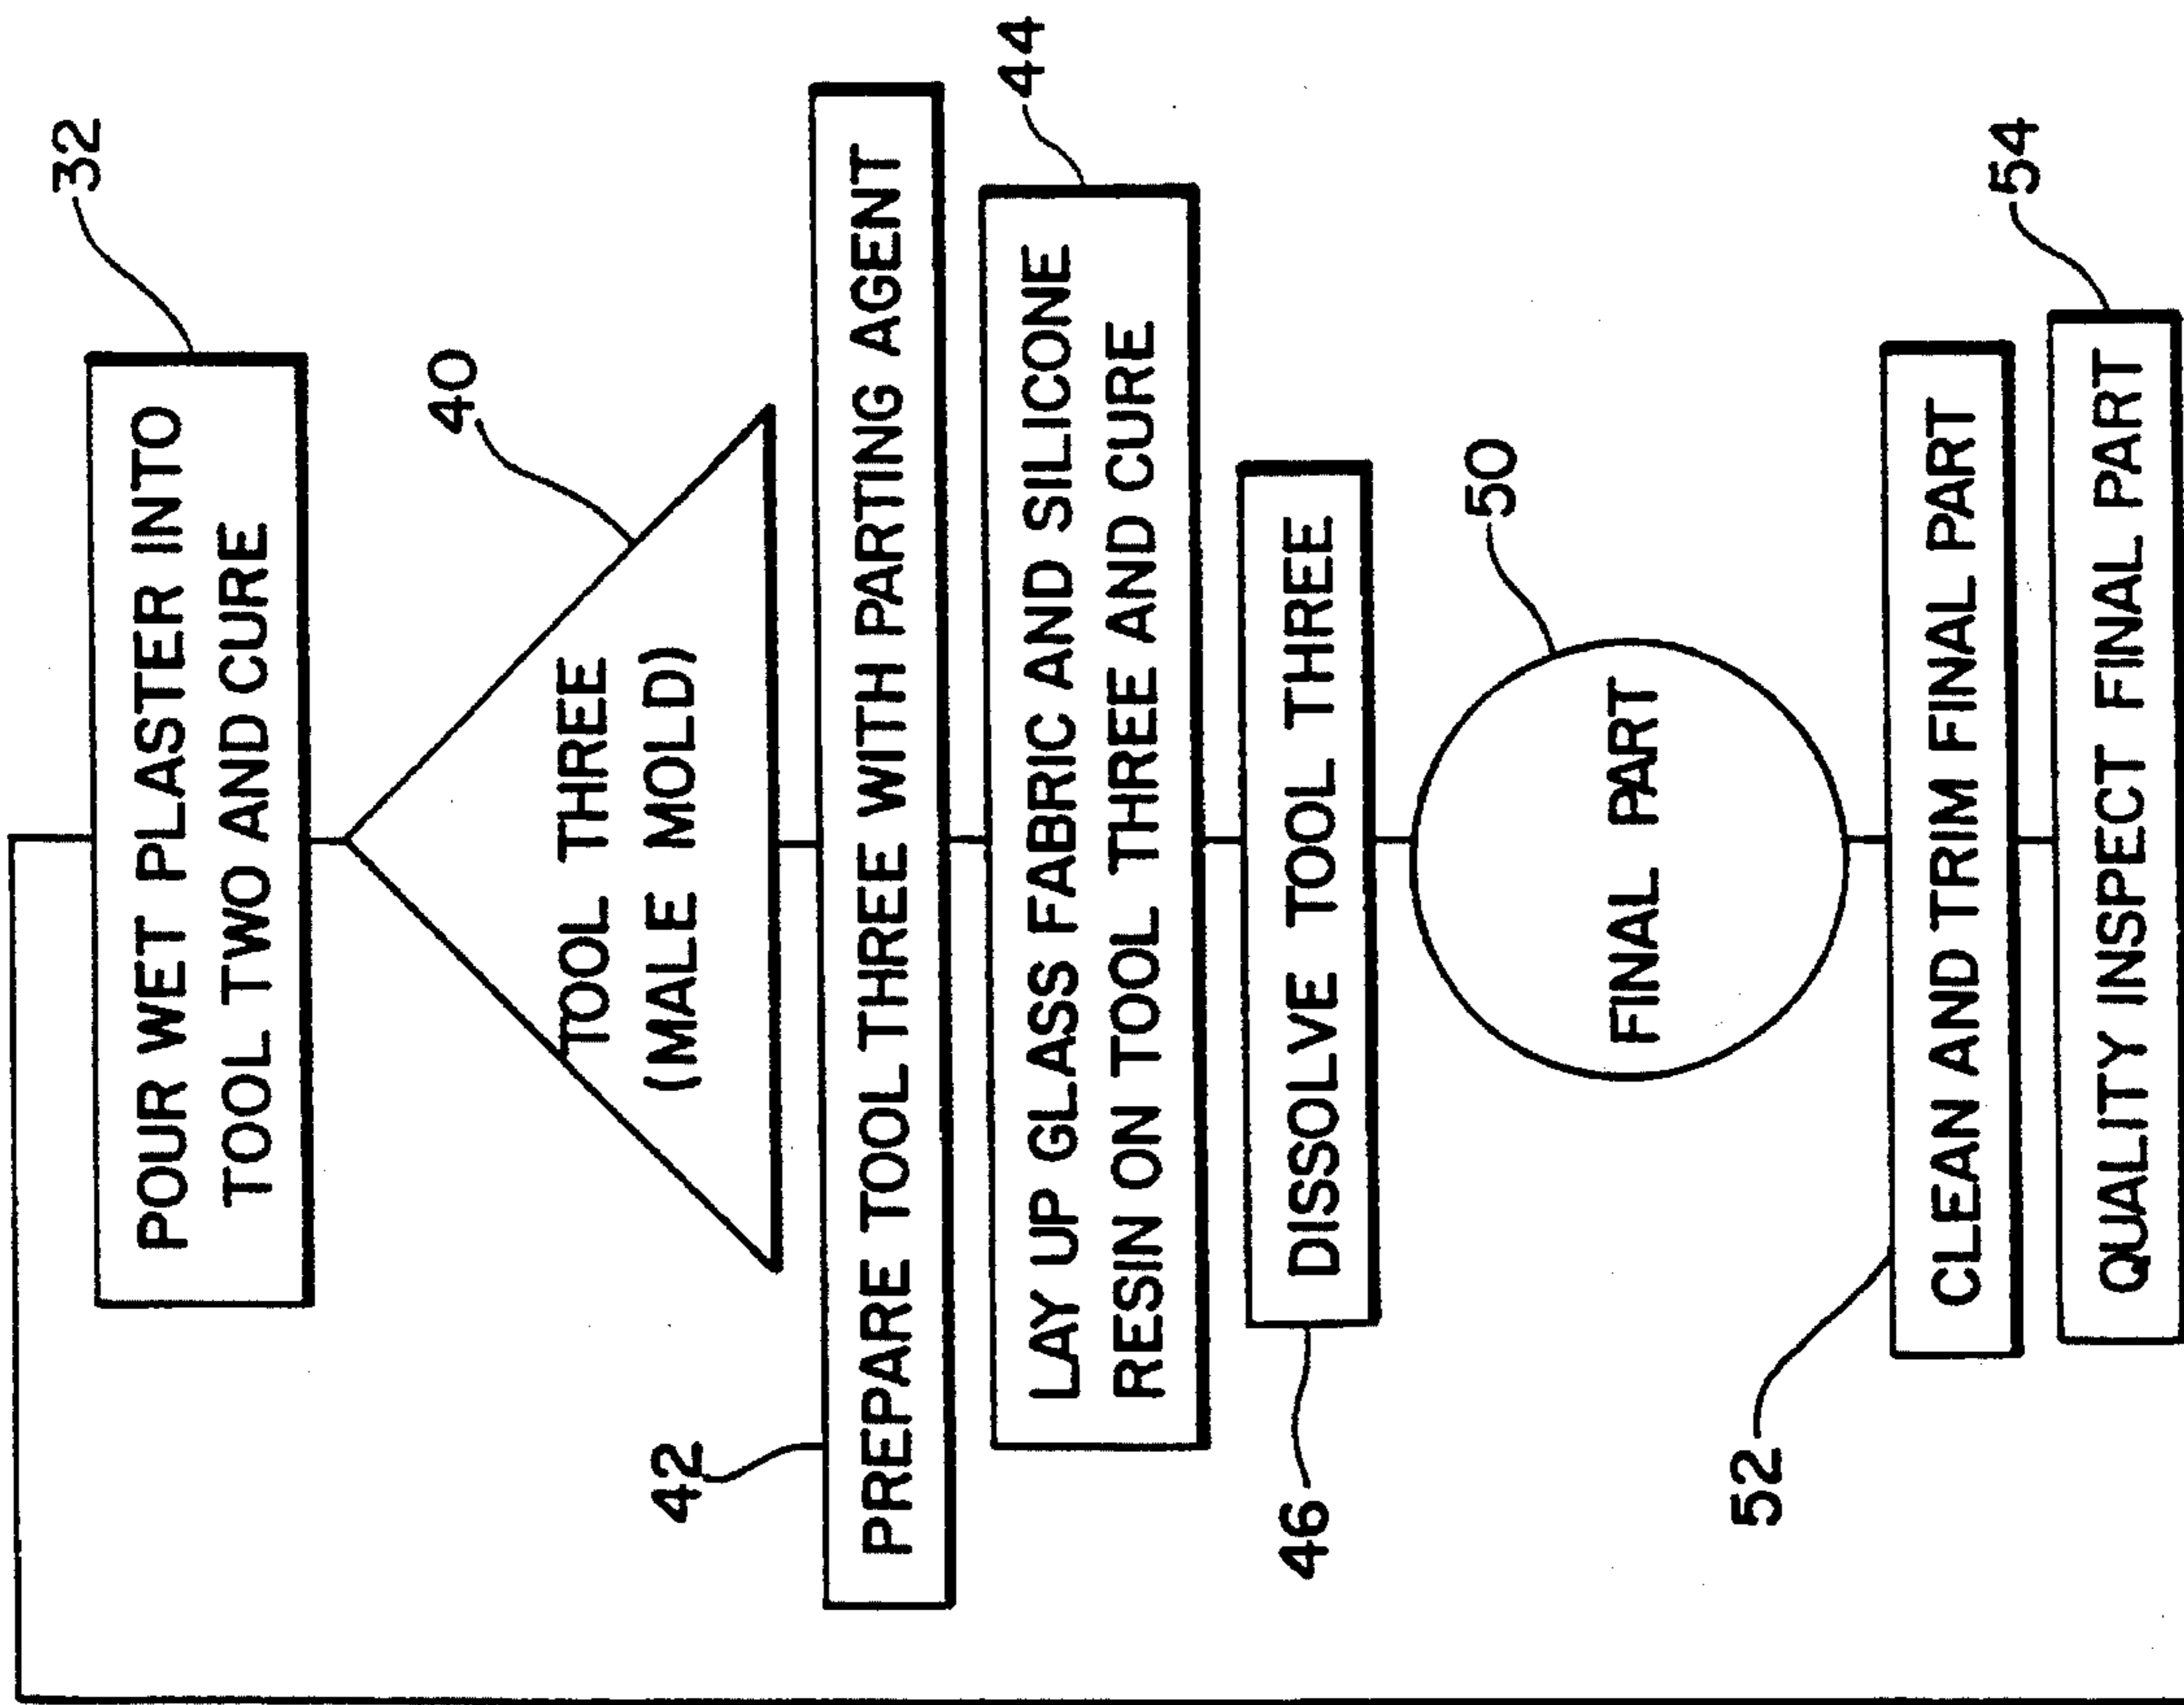 32
POUR WET PLASTER INTO
TOOL TWO AND CURE
40
TOOL THREE
(MALE MOLD)
42
PREPARE TOOL THREE WITH PARTING AGENT
44
LAY UP GLASS FABRIC AND SILICONE
RESIN ON TOOL THREE AND CURE
46
DISSOLVE TOOL THREE
50
FINAL PART
52
CLEAN AND TRIM FINAL PART
54
QUALITY INSPECT FINAL PART